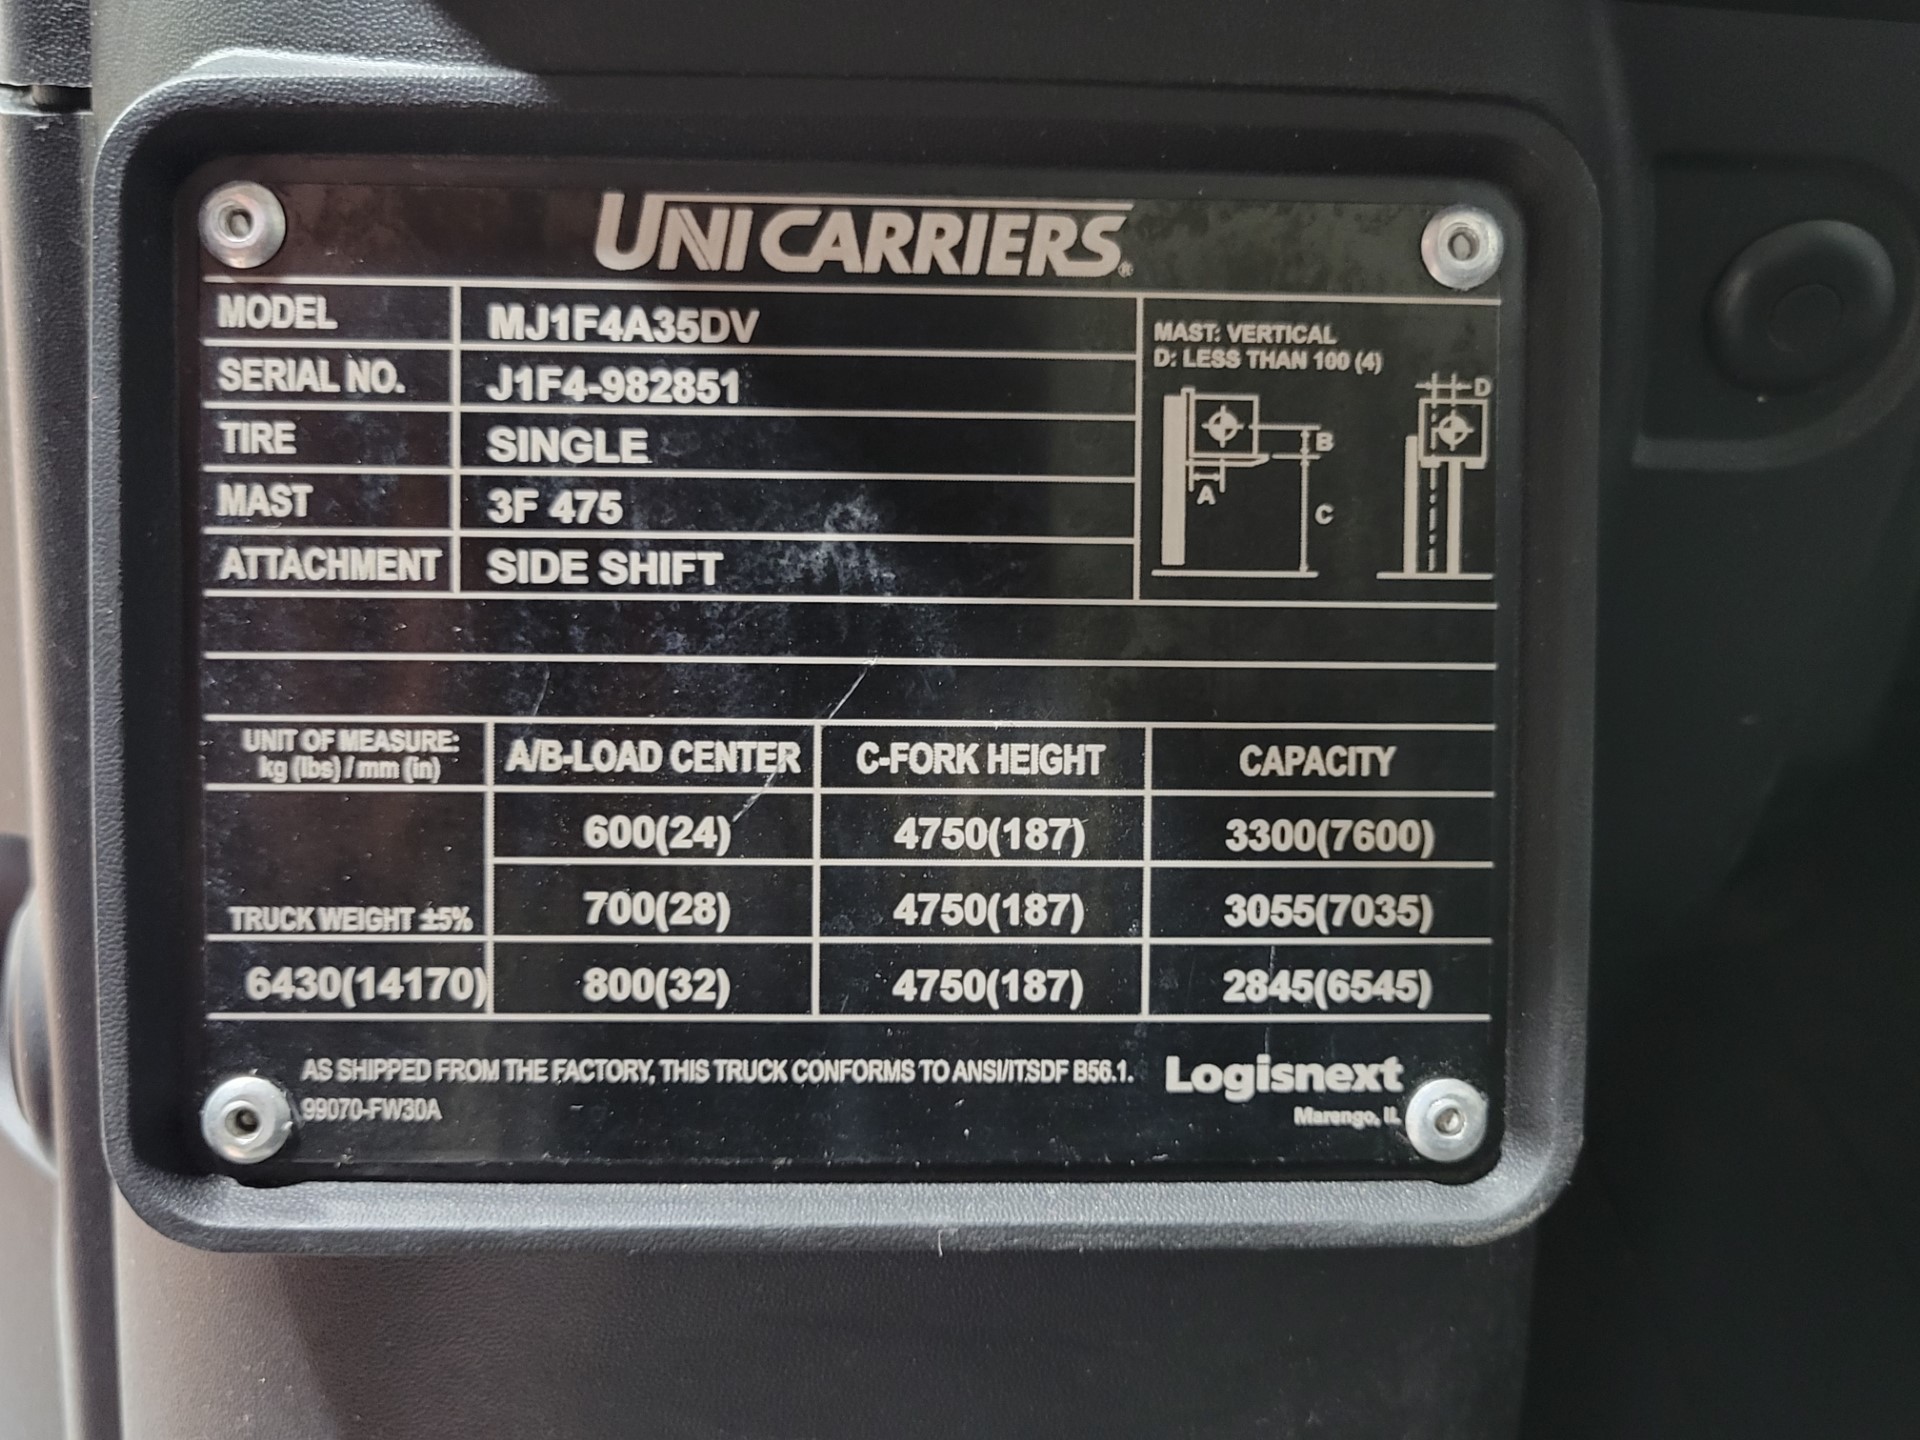 UNICARRIERS®
MODEL MJ1F4A35DV
SERIAL NO. J1F4-982851
TIRE SINGLE
MAST 3F 475
ATTACHMENT SIDE SHIFT
MAST: VERTICAL
D: LESS THAN 100 (4)
D
B
A
C
UNIT OF MEASURE:
kg (lbs) / mm (in)
A/B-LOAD CENTER C-FORK HEIGHT CAPACITY
600(24) 4750(187) 3300(7600)
TRUCK WEIGHT ±5% 700(28) 4750(187) 3055(7035)
6430(14170) 800(32) 4750(187) 2845(6545)
AS SHIPPED FROM THE FACTORY, THIS TRUCK CONFORMS TO ANSI/ITSDF B56.1.
99070-FW30A
Logisnext
Marengo, IL